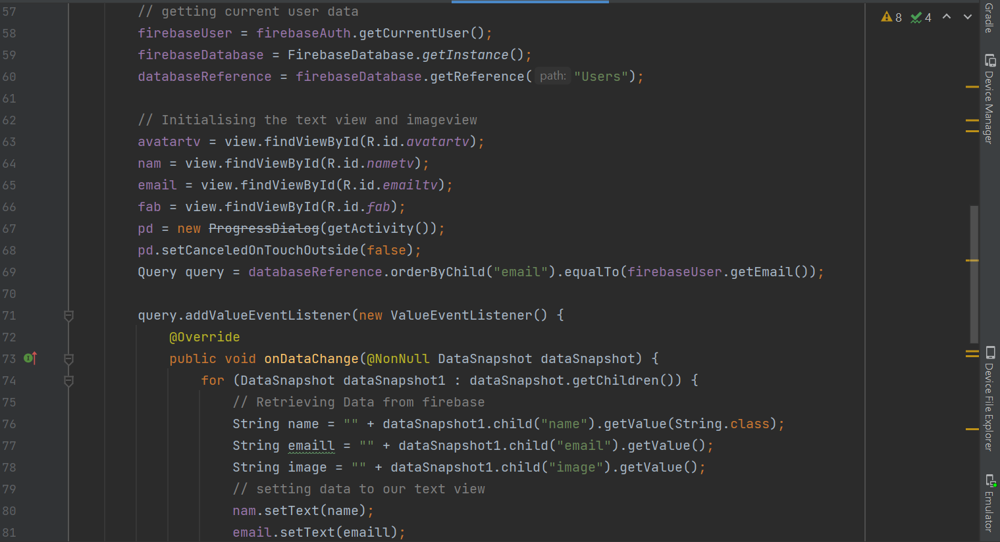 57 // getting current user data
58 firebaseUser = firebaseAuth.getCurrentUser();
59 firebaseDatabase = FirebaseDatabase.getInstance();
60 databaseReference = firebaseDatabase.getReference( path: "Users");
61
62 // Initialising the text view and imageview
63 avatartv = view.findViewById(R.id.avatartv);
64 nam = view.findViewById(R.id.nametv);
65 email = view.findViewById(R.id.emailtv);
66 fab = view.findViewById(R.id.fab);
67 pd = new ProgressDialog(getActivity());
68 pd.setCanceledOnTouchOutside(false);
69 Query query = databaseReference.orderByChild("email").equalTo(firebaseUser.getEmail());
70
71 query.addValueEventListener(new ValueEventListener() {
72 @Override
73 public void onDataChange(@NonNull DataSnapshot dataSnapshot) {
74 for (DataSnapshot dataSnapshot1 : dataSnapshot.getChildren()) {
75 // Retrieving Data from firebase
76 String name = "" + dataSnapshot1.child("name").getValue(String.class);
77 String emaill = "" + dataSnapshot1.child("email").getValue();
78 String image = "" + dataSnapshot1.child("image").getValue();
79 // setting data to our text view
80 nam.setText(name);
81 email.setText(emaill);
8 4
Gradle
Device Manager
Device File Explorer
Emulator